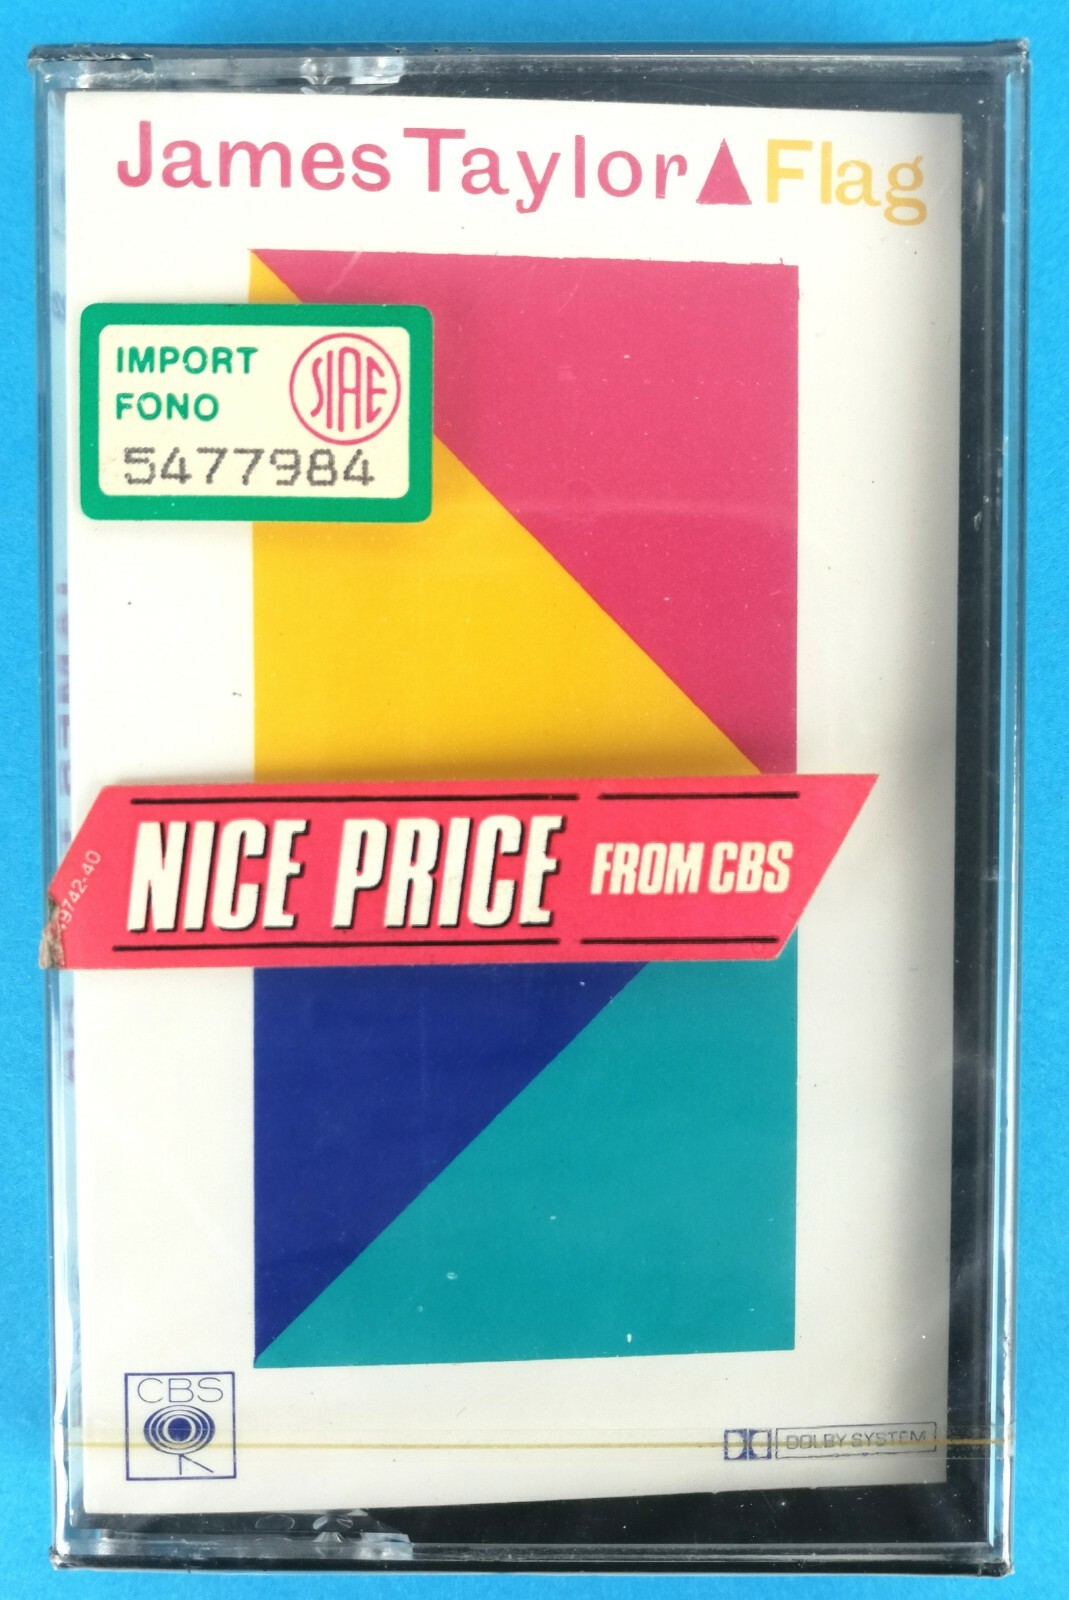 James Taylor Flag
IMPORT
FONO
SIAE
5477984
NICE PRICE FROM CBS
CBS
DOLBY SYSTEM